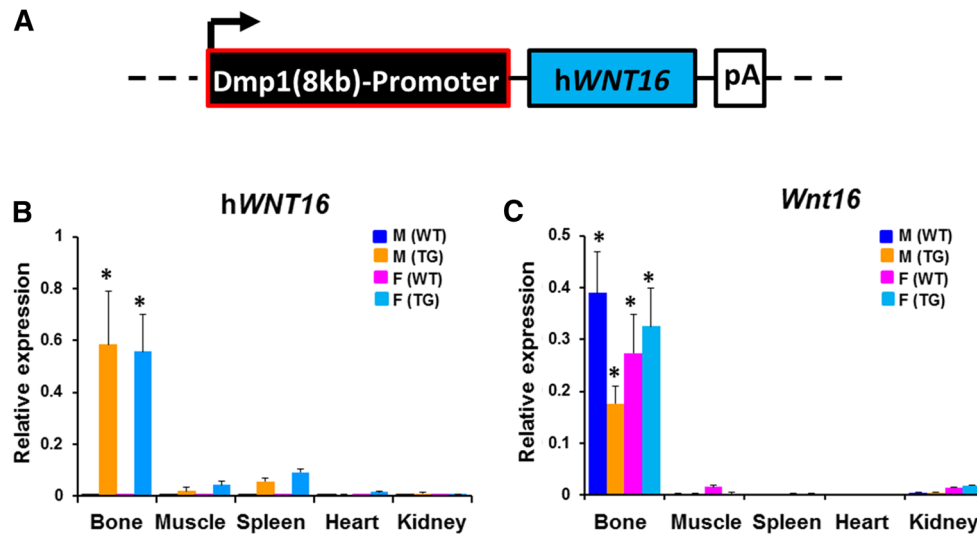 A
Dmp1(8kb)-Promoter hWNT16 pA
B
hWNT16
M (WT)
M (TG)
F (WT)
F (TG)
Relative expression
1
0.8
0.6
0.4
0.2
0
* *
Bone Muscle Spleen Heart Kidney
C
Wnt16
M (WT)
M (TG)
F (WT)
F (TG)
Relative expression
0.5
0.4
0.3
0.2
0.1
0
* * * *
Bone Muscle Spleen Heart Kidney